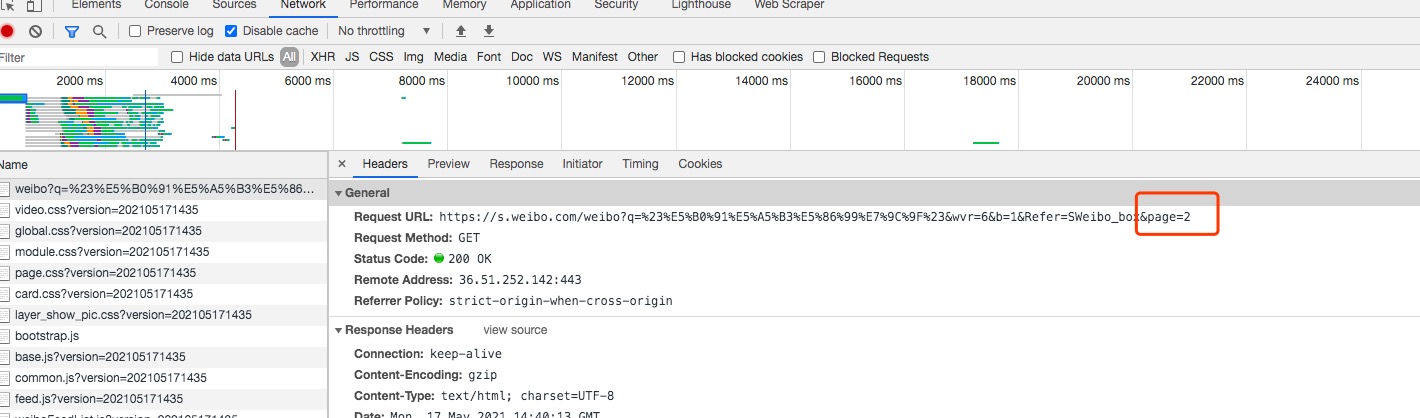 Elements Console Sources Network Performance Memory Application Security Lighthouse Web Scraper
Preserve log Disable cache No throttling
Filter Hide data URLs All XHR JS CSS Img Media Font Doc WS Manifest Other Has blocked cookies Blocked Requests
2000 ms 4000 ms 6000 ms 8000 ms 10000 ms 12000 ms 14000 ms 16000 ms 18000 ms 20000 ms 22000 ms 24000 ms
Name
weibo?q=%23%E5%B0%91%E5%A5%B3%E5%86...
video.css?version=202105171435
global.css?version=202105171435
module.css?version=202105171435
page.css?version=202105171435
card.css?version=202105171435
layer_show_pic.css?version=202105171435
bootstrap.js
base.js?version=202105171435
common.js?version=202105171435
feed.js?version=202105171435
× Headers Preview Response Initiator Timing Cookies
General
Request URL: https://s.weibo.com/weibo?q=%23%E5%B0%91%E5%A5%B3%E5%86%99%E7%9C%9F%23&wvr=6&b=1&Refer=SWeibo_box&page=2
Request Method: GET
Status Code: 200 OK
Remote Address: 36.51.252.142:443
Referrer Policy: strict-origin-when-cross-origin
Response Headers view source
Connection: keep-alive
Content-Encoding: gzip
Content-Type: text/html; charset=UTF-8
Date: Mon, 17 May 2021 14:40:13 GMT